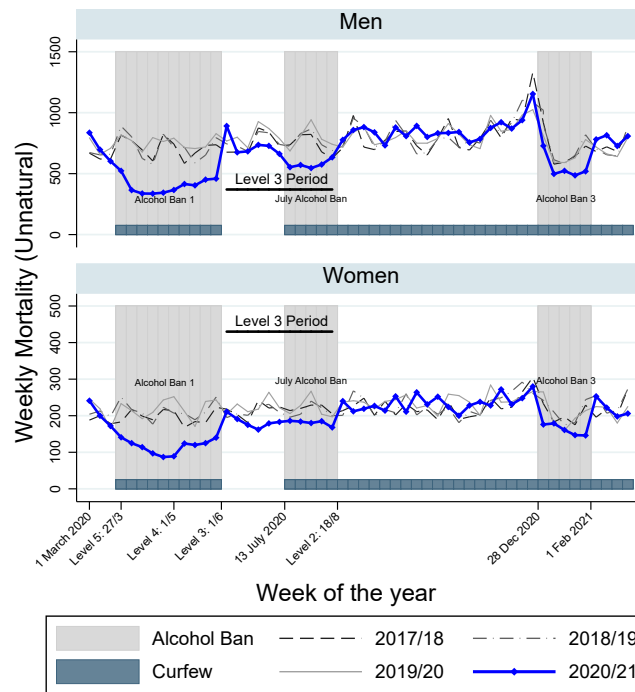 Men
Weekly Mortality (Unnatural)
1500
1000
500
0
Level 3 Period
Alcohol Ban 1
July Alcohol Ban
Alcohol Ban 3
Women
500
400
300
200
100
0
Level 3 Period
Alcohol Ban 1
July Alcohol Ban
Alcohol Ban 3
1 March 2020
Level 5: 27/3
Level 4: 1/5
Level 3: 1/6
13 July 2020
Level 2: 18/8
28 Dec 2020
1 Feb 2021
Week of the year
Alcohol Ban 2017/18 2018/19
Curfew 2019/20 2020/21